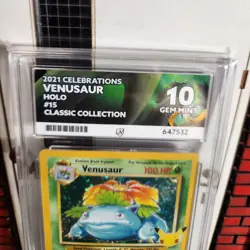 2021 CELEBRATIONS
VENUSAUR
HOLO
#15
CLASSIC COLLECTION
10
GEM MINT
647532
Venusaur
100 HP